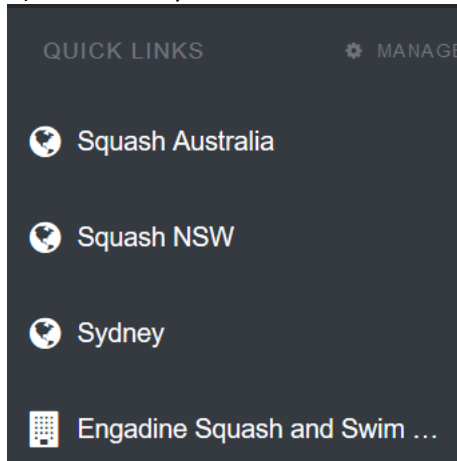 QUICK LINKS MANAGE
Squash Australia
Squash NSW
Sydney
Engadine Squash and Swim ...